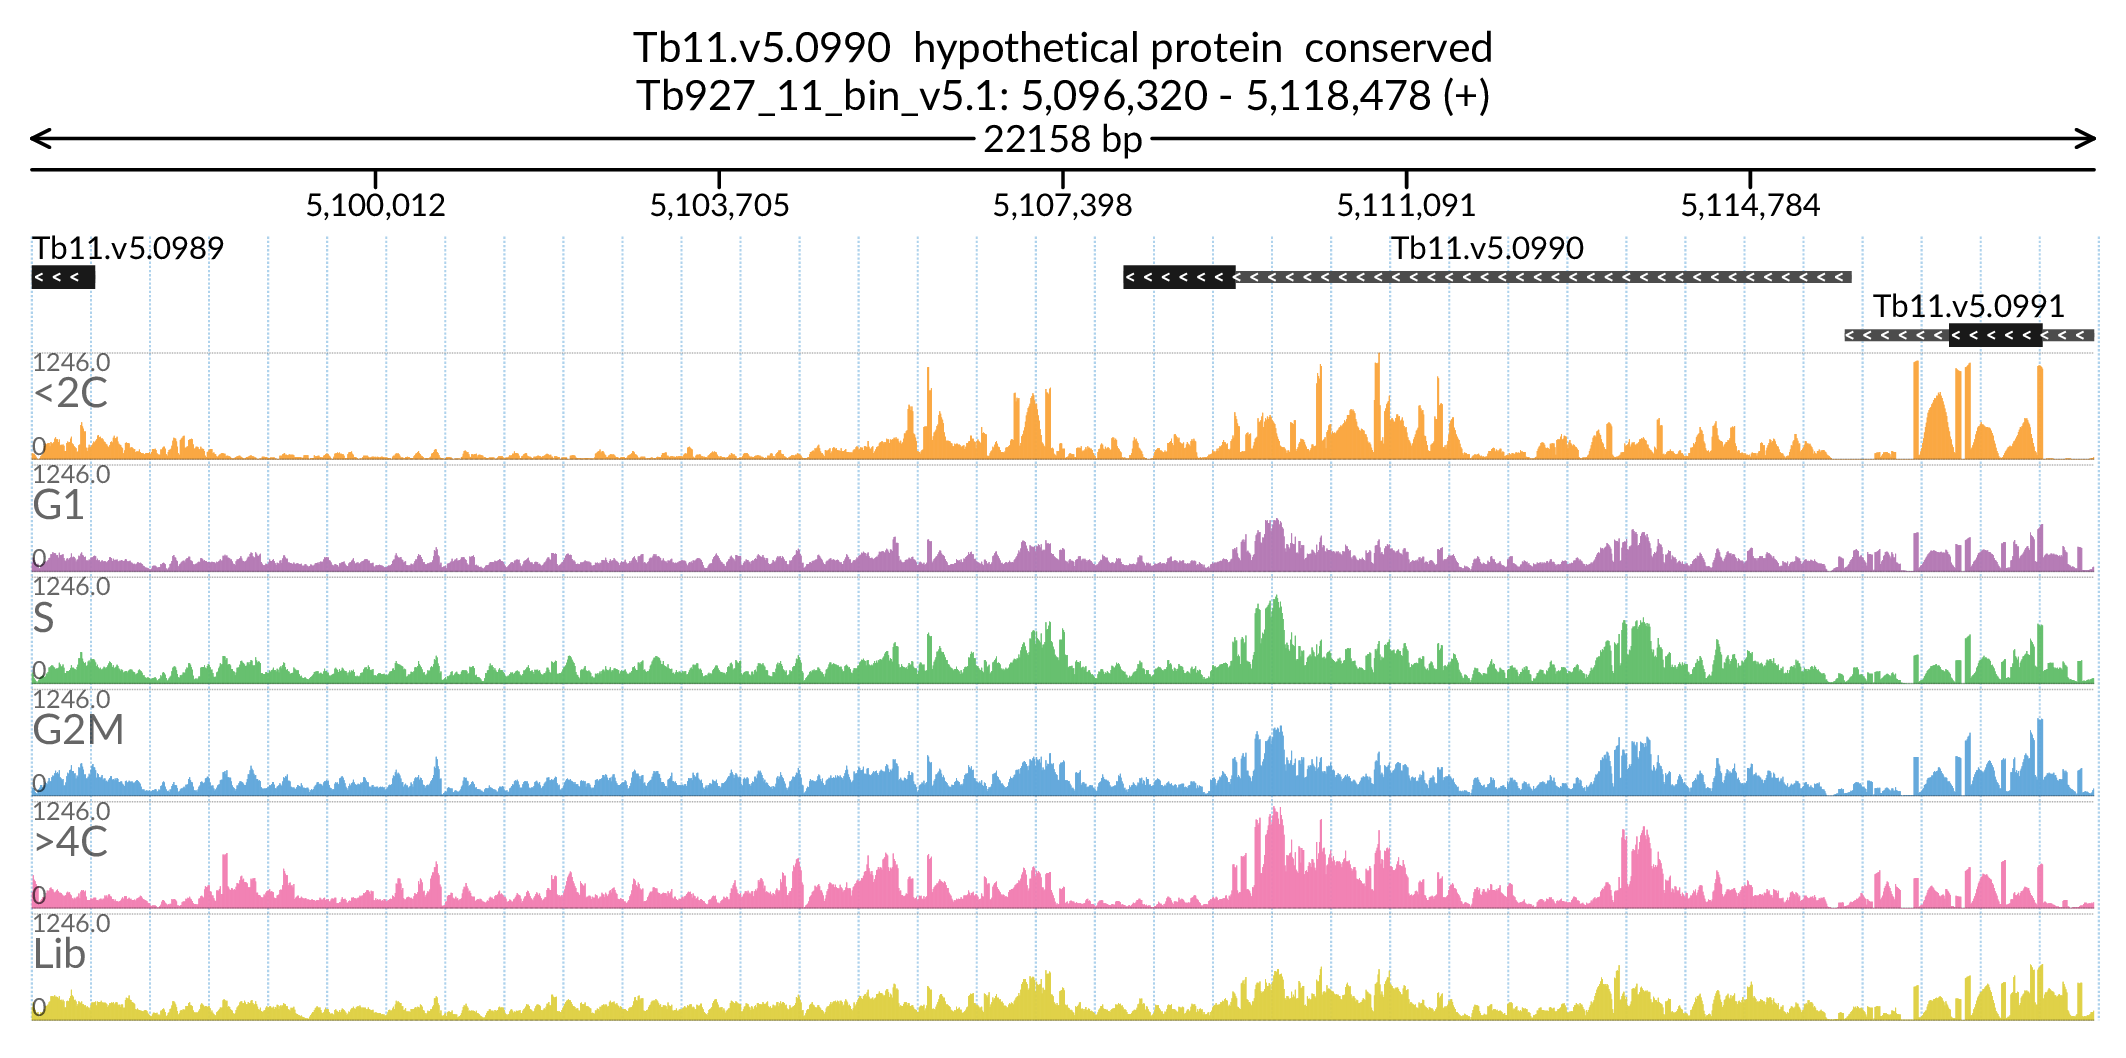 Tb11.v5.0990  hypothetical protein  conserved
Tb927_11_bin_v5.1: 5,096,320 - 5,118,478 (+)
22158 bp
5,100,012 5,103,705 5,107,398 5,111,091 5,114,784
Tb11.v5.0989 Tb11.v5.0990
Tb11.v5.0991
1246.0
<2C
0
1246.0
G1
0
1246.0
S
0
1246.0
G2M
0
1246.0
>4C
0
1246.0
Lib
0